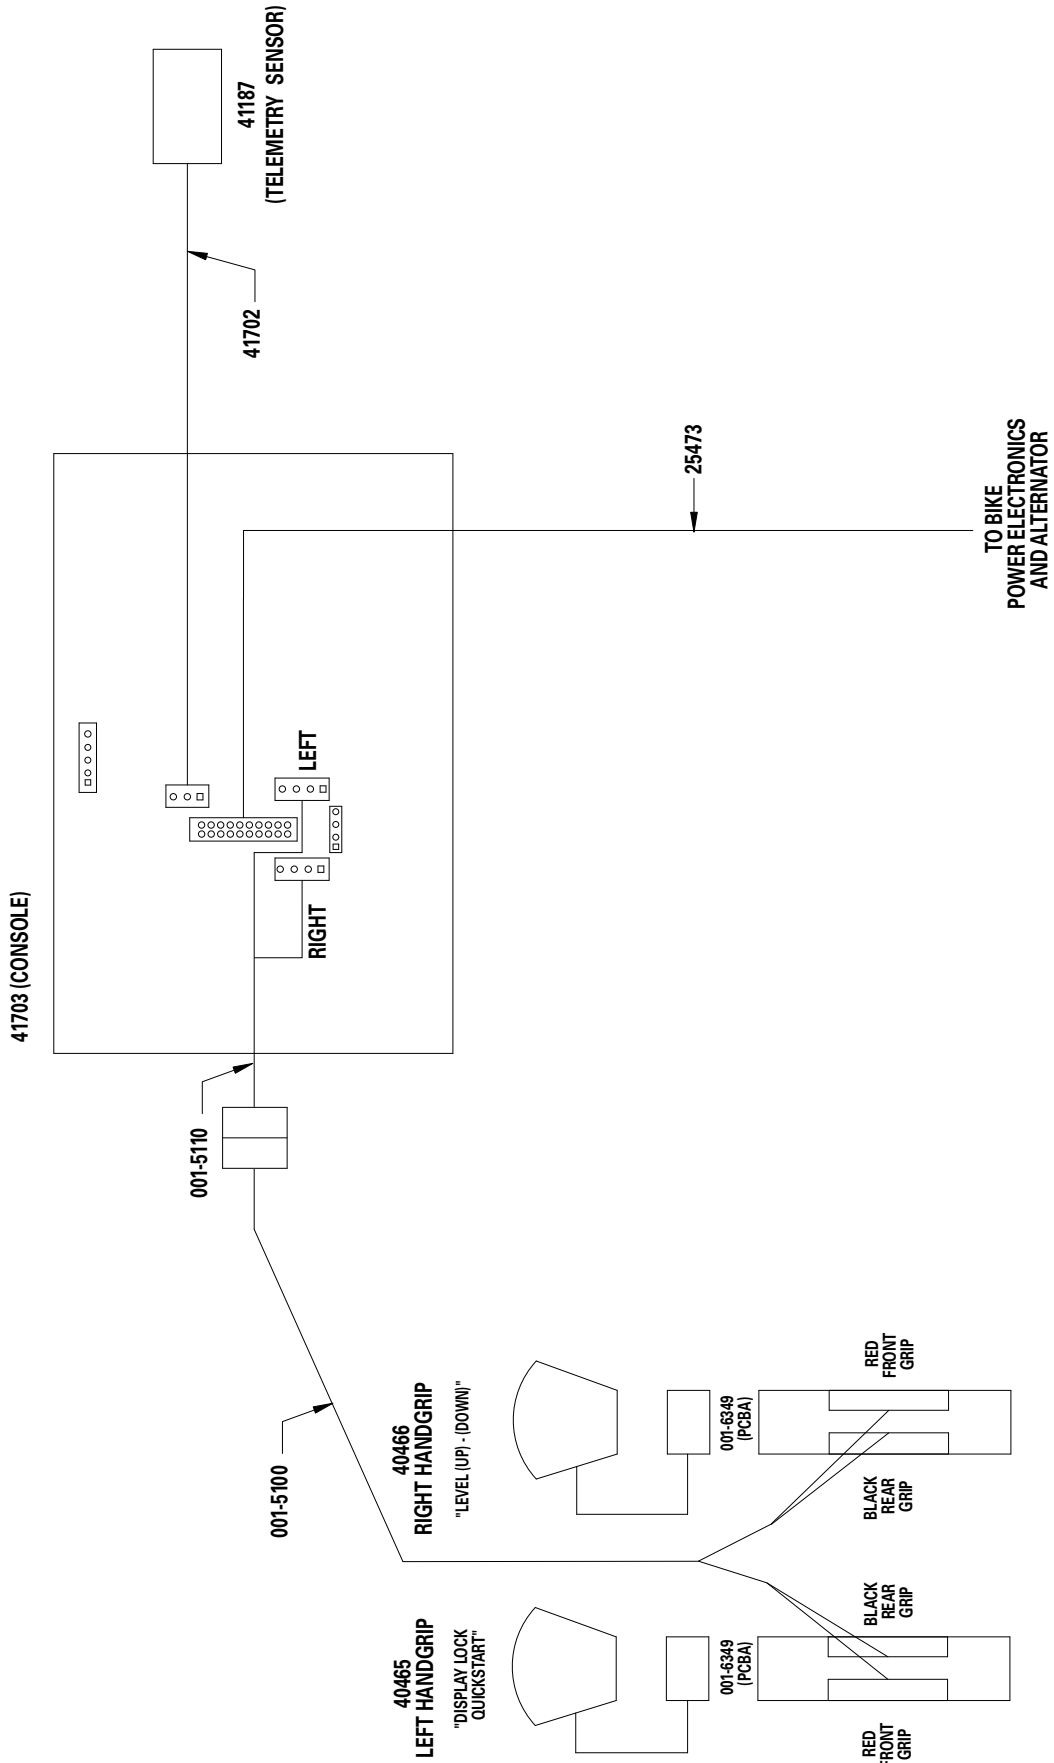 41703 (CONSOLE)
41187
(TELEMETRY SENSOR)
41702
25473
TO BIKE
POWER ELECTRONICS
AND ALTERNATOR
LEFT
RIGHT
001-5110
001-5100
40466
RIGHT HANDGRIP
"LEVEL (UP) - (DOWN)"
001-6349
(PCBA)
RED
FRONT
GRIP
BLACK
REAR
GRIP
40465
LEFT HANDGRIP
"DISPLAY LOCK
QUICKSTART"
001-6349
(PCBA)
BLACK
REAR
GRIP
RED
FRONT
GRIP